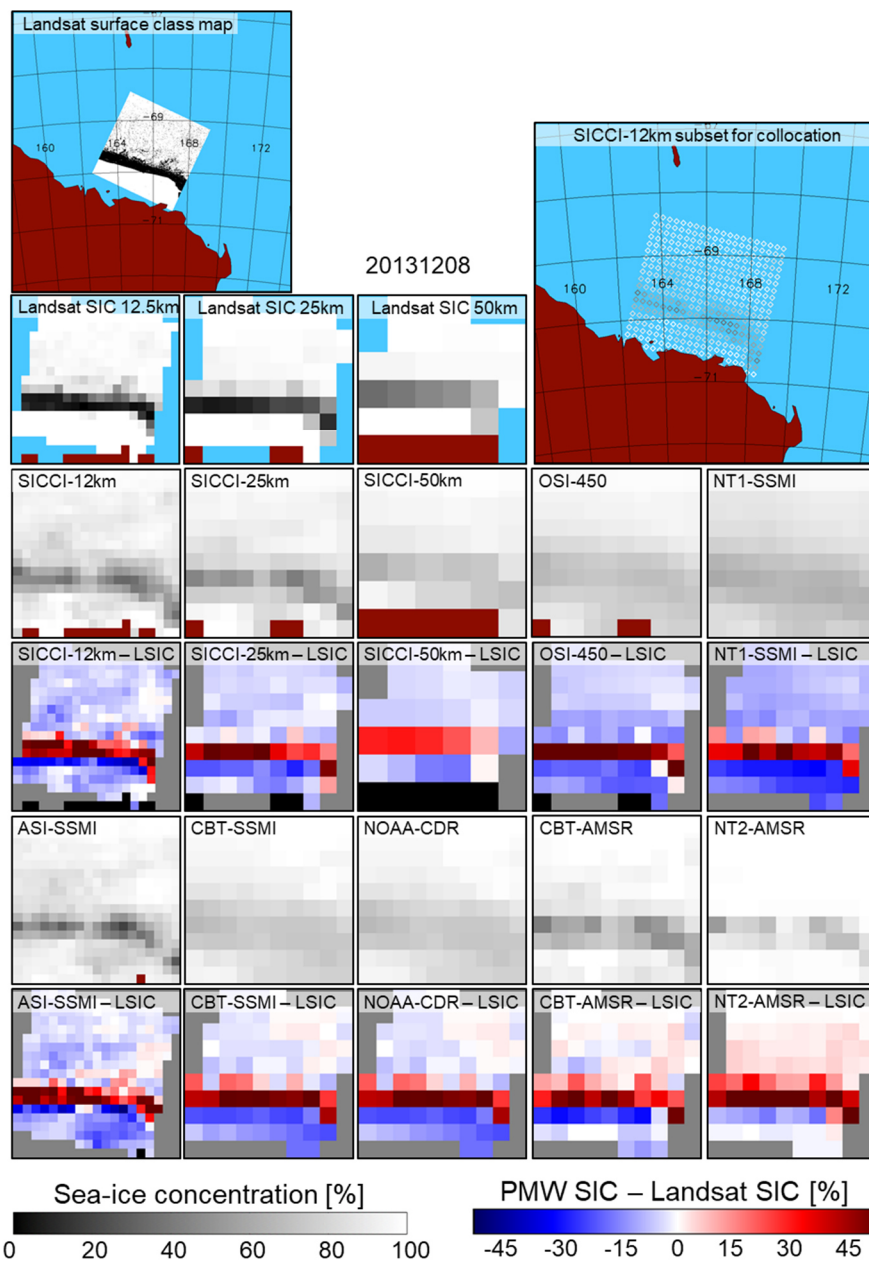 Landsat surface class map
-69
160
164
168
172
-71
SICCI-12km subset for collocation
-69
160
164
168
172
-71
20131208
Landsat SIC 12.5km
Landsat SIC 25km
Landsat SIC 50km
SICCI-12km
SICCI-25km
SICCI-50km
OSI-450
NT1-SSMI
SICCI-12km – LSIC
SICCI-25km – LSIC
SICCI-50km – LSIC
OSI-450 – LSIC
NT1-SSMI – LSIC
ASI-SSMI
CBT-SSMI
NOAA-CDR
CBT-AMSR
NT2-AMSR
ASI-SSMI – LSIC
CBT-SSMI – LSIC
NOAA-CDR – LSIC
CBT-AMSR – LSIC
NT2-AMSR – LSIC
Sea-ice concentration [%]
0 20 40 60 80 100
PMW SIC – Landsat SIC [%]
-45 -30 -15 0 15 30 45